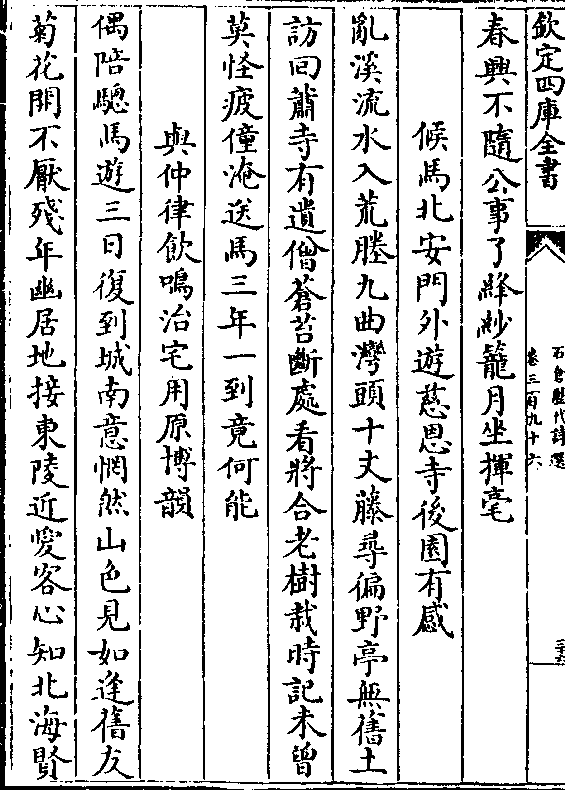 欽定四庫全書
石倉歷代詩選
卷三百九十六
春興不隨公事了絳紗籠月坐揮毫
候馬北安門外遊慈恩寺後園有感
亂溪流水入荒塍九曲灣頭十丈藤尋偏野亭無舊土
訪回蕭寺有遺僧蒼苔斷處看將合老樹栽時記未曾
莫怪疲僮淹送馬三年一到竟何能
與仲律飲鳴治宅用原博韻
偶陪驄馬遊三日復到城南意惘然山色見如逢舊友
菊花開不厭殘年幽居地接東陵近愛客心知北海賢